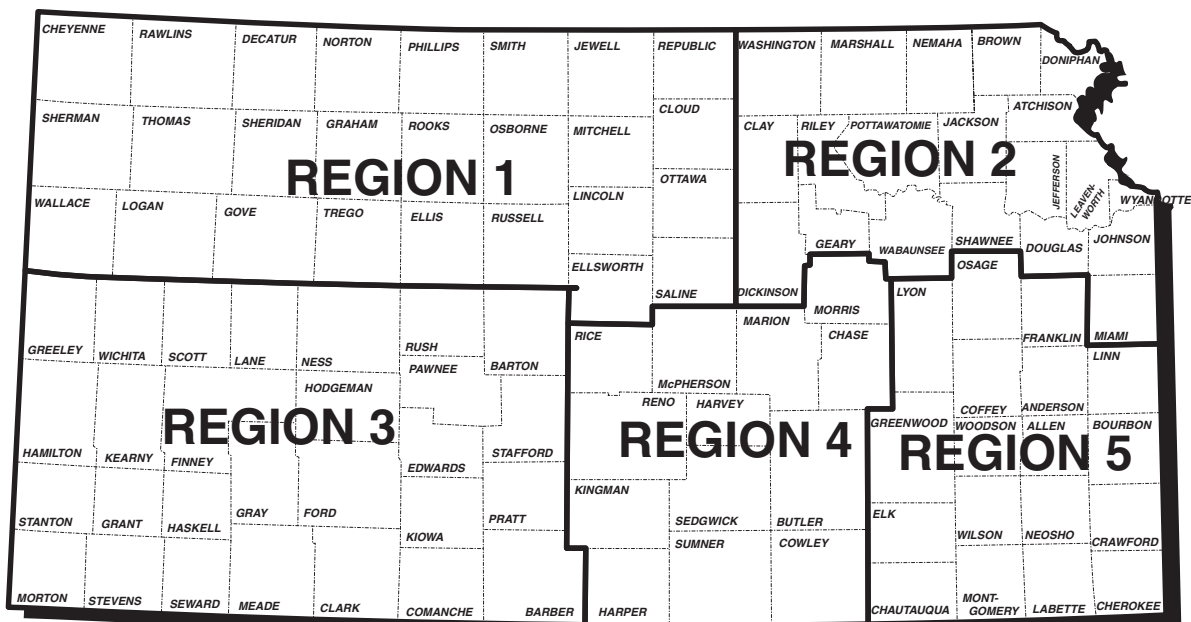 CHEYENNE
RAWLINS
DECATUR
NORTON
PHILLIPS
SMITH
JEWELL
REPUBLIC
WASHINGTON
MARSHALL
NEMAHA
BROWN
DONIPHAN
SHERMAN
THOMAS
SHERIDAN
GRAHAM
ROOKS
OSBORNE
MITCHELL
CLOUD
CLAY
RILEY
POTTAWATOMIE
JACKSON
ATCHISON
REGION 1
REGION 2
WALLACE
LOGAN
GOVE
TREGO
ELLIS
RUSSELL
LINCOLN
OTTAWA
JEFFERSON
LEAVEN-
WORTH
WYANDOTTE
ELLSWORTH
SALINE
DICKINSON
GEARY
WABAUNSEE
SHAWNEE
DOUGLAS
JOHNSON
GREELEY
WICHITA
SCOTT
LANE
NESS
RUSH
BARTON
RICE
MARION
MORRIS
LYON
OSAGE
FRANKLIN
MIAMI
HODGEMAN
PAWNEE
McPHERSON
CHASE
LINN
REGION 3
REGION 4
REGION 5
HAMILTON
KEARNY
FINNEY
EDWARDS
STAFFORD
RENO
HARVEY
GREENWOOD
COFFEY
ANDERSON
WOODSON
ALLEN
BOURBON
STANTON
GRANT
HASKELL
GRAY
FORD
KIOWA
PRATT
KINGMAN
SEDGWICK
BUTLER
ELK
WILSON
NEOSHO
CRAWFORD
MORTON
STEVENS
SEWARD
MEADE
CLARK
COMANCHE
BARBER
HARPER
SUMNER
COWLEY
CHAUTAUQUA
MONT-
GOMERY
LABETTE
CHEROKEE